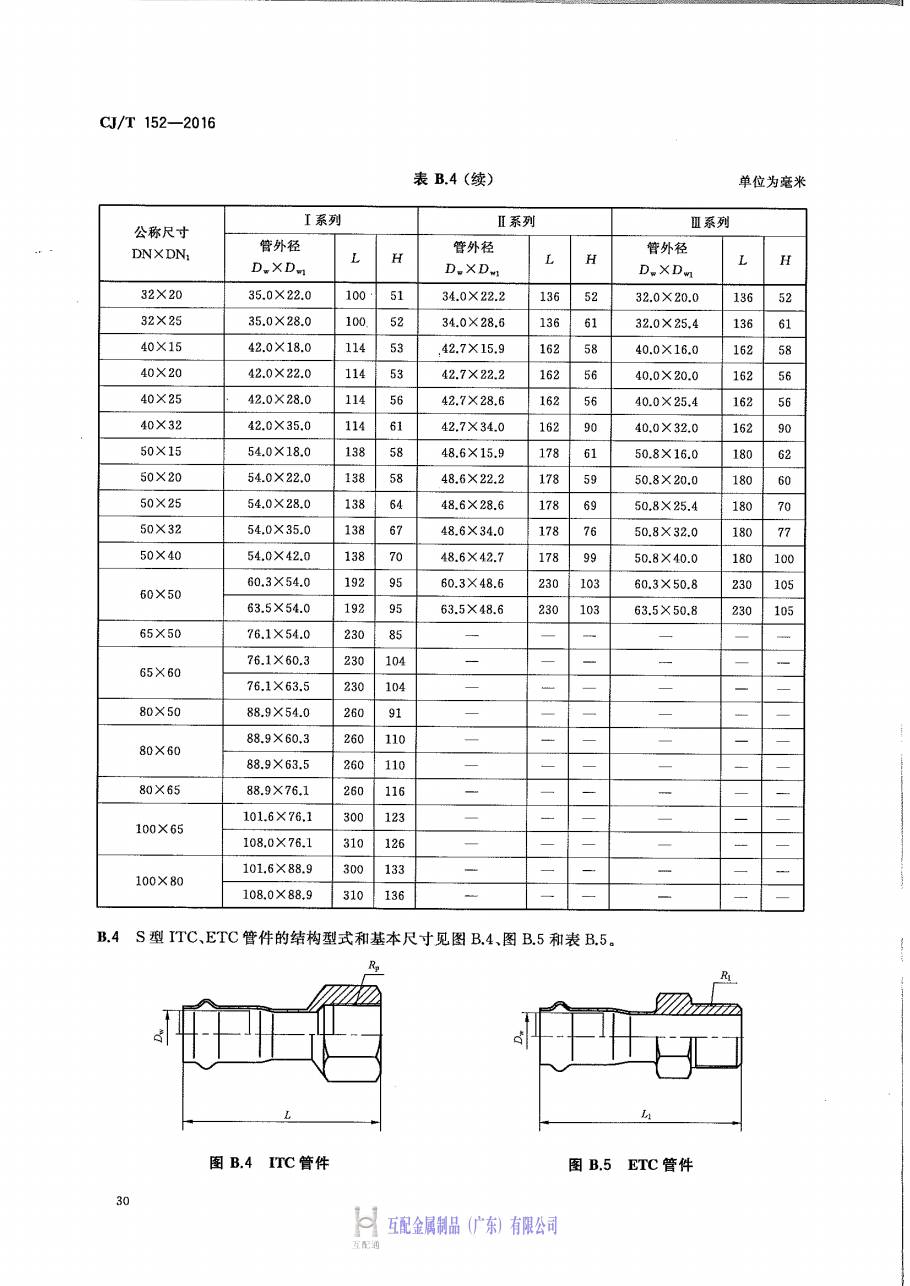 CJ/T 152—2016
表 B.4（续）
单位为毫米
公称尺寸 DN×DN₁ Ⅰ系列 Ⅱ系列 Ⅲ系列
管外径 D_w×D_w1 L H 管外径 D_w×D_w1 L H 管外径 D_w×D_w1 L H
32×20 35.0×22.0 100 51 34.0×22.2 136 52 32.0×20.0 136 52
32×25 35.0×28.0 100 52 34.0×28.6 136 61 32.0×25.4 136 61
40×15 42.0×18.0 114 53 42.7×15.9 162 58 40.0×16.0 162 58
40×20 42.0×22.0 114 53 42.7×22.2 162 56 40.0×20.0 162 56
40×25 42.0×28.0 114 56 42.7×28.6 162 56 40.0×25.4 162 56
40×32 42.0×35.0 114 61 42.7×34.0 162 90 40.0×32.0 162 90
50×15 54.0×18.0 138 58 48.6×15.9 178 61 50.8×16.0 180 62
50×20 54.0×22.0 138 58 48.6×22.2 178 59 50.8×20.0 180 60
50×25 54.0×28.0 138 64 48.6×28.6 178 69 50.8×25.4 180 70
50×32 54.0×35.0 138 67 48.6×34.0 178 76 50.8×32.0 180 77
50×40 54.0×42.0 138 70 48.6×42.7 178 99 50.8×40.0 180 100
60×50 60.3×54.0 192 95 60.3×48.6 230 103 60.3×50.8 230 105
63.5×54.0 192 95 63.5×48.6 230 103 63.5×50.8 230 105
65×50 76.1×54.0 230 85 — — — — — —
65×60 76.1×60.3 230 104 — — — — — —
76.1×63.5 230 104 — — — — — —
80×50 88.9×54.0 260 91 — — — — — —
80×60 88.9×60.3 260 110 — — — — — —
88.9×63.5 260 110 — — — — — —
80×65 88.9×76.1 260 116 — — — — — —
100×65 101.6×76.1 300 123 — — — — — —
108.0×76.1 310 126 — — — — — —
100×80 101.6×88.9 300 133 — — — — — —
108.0×88.9 310 136 — — — — — —
B.4 S型ITC、ETC管件的结构型式和基本尺寸见图B.4、图B.5和表B.5。
R_p
D_w
L
R₁
D_w
L₁
图 B.4 ITC管件
图 B.5 ETC管件
30
互配金属制品（广东）有限公司
互配通